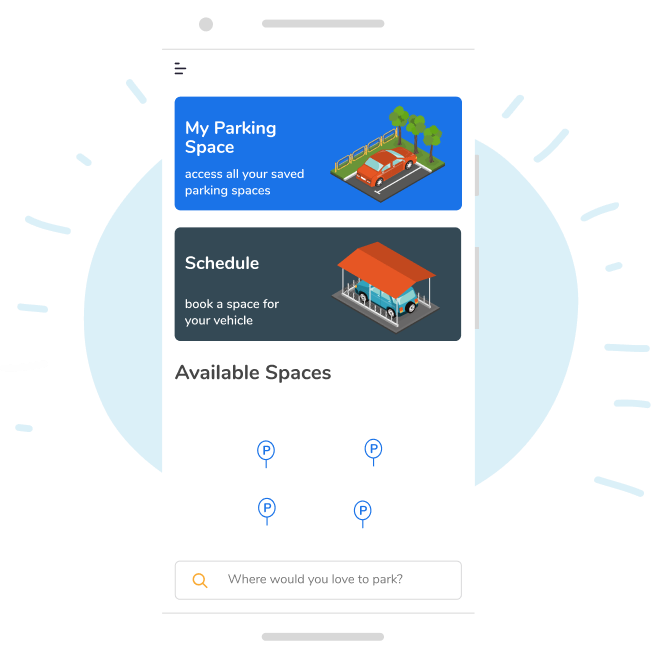 My Parking
Space
access all your saved
parking spaces
Schedule
book a space for
your vehicle
Available Spaces
P
P
P
P
Where would you love to park?